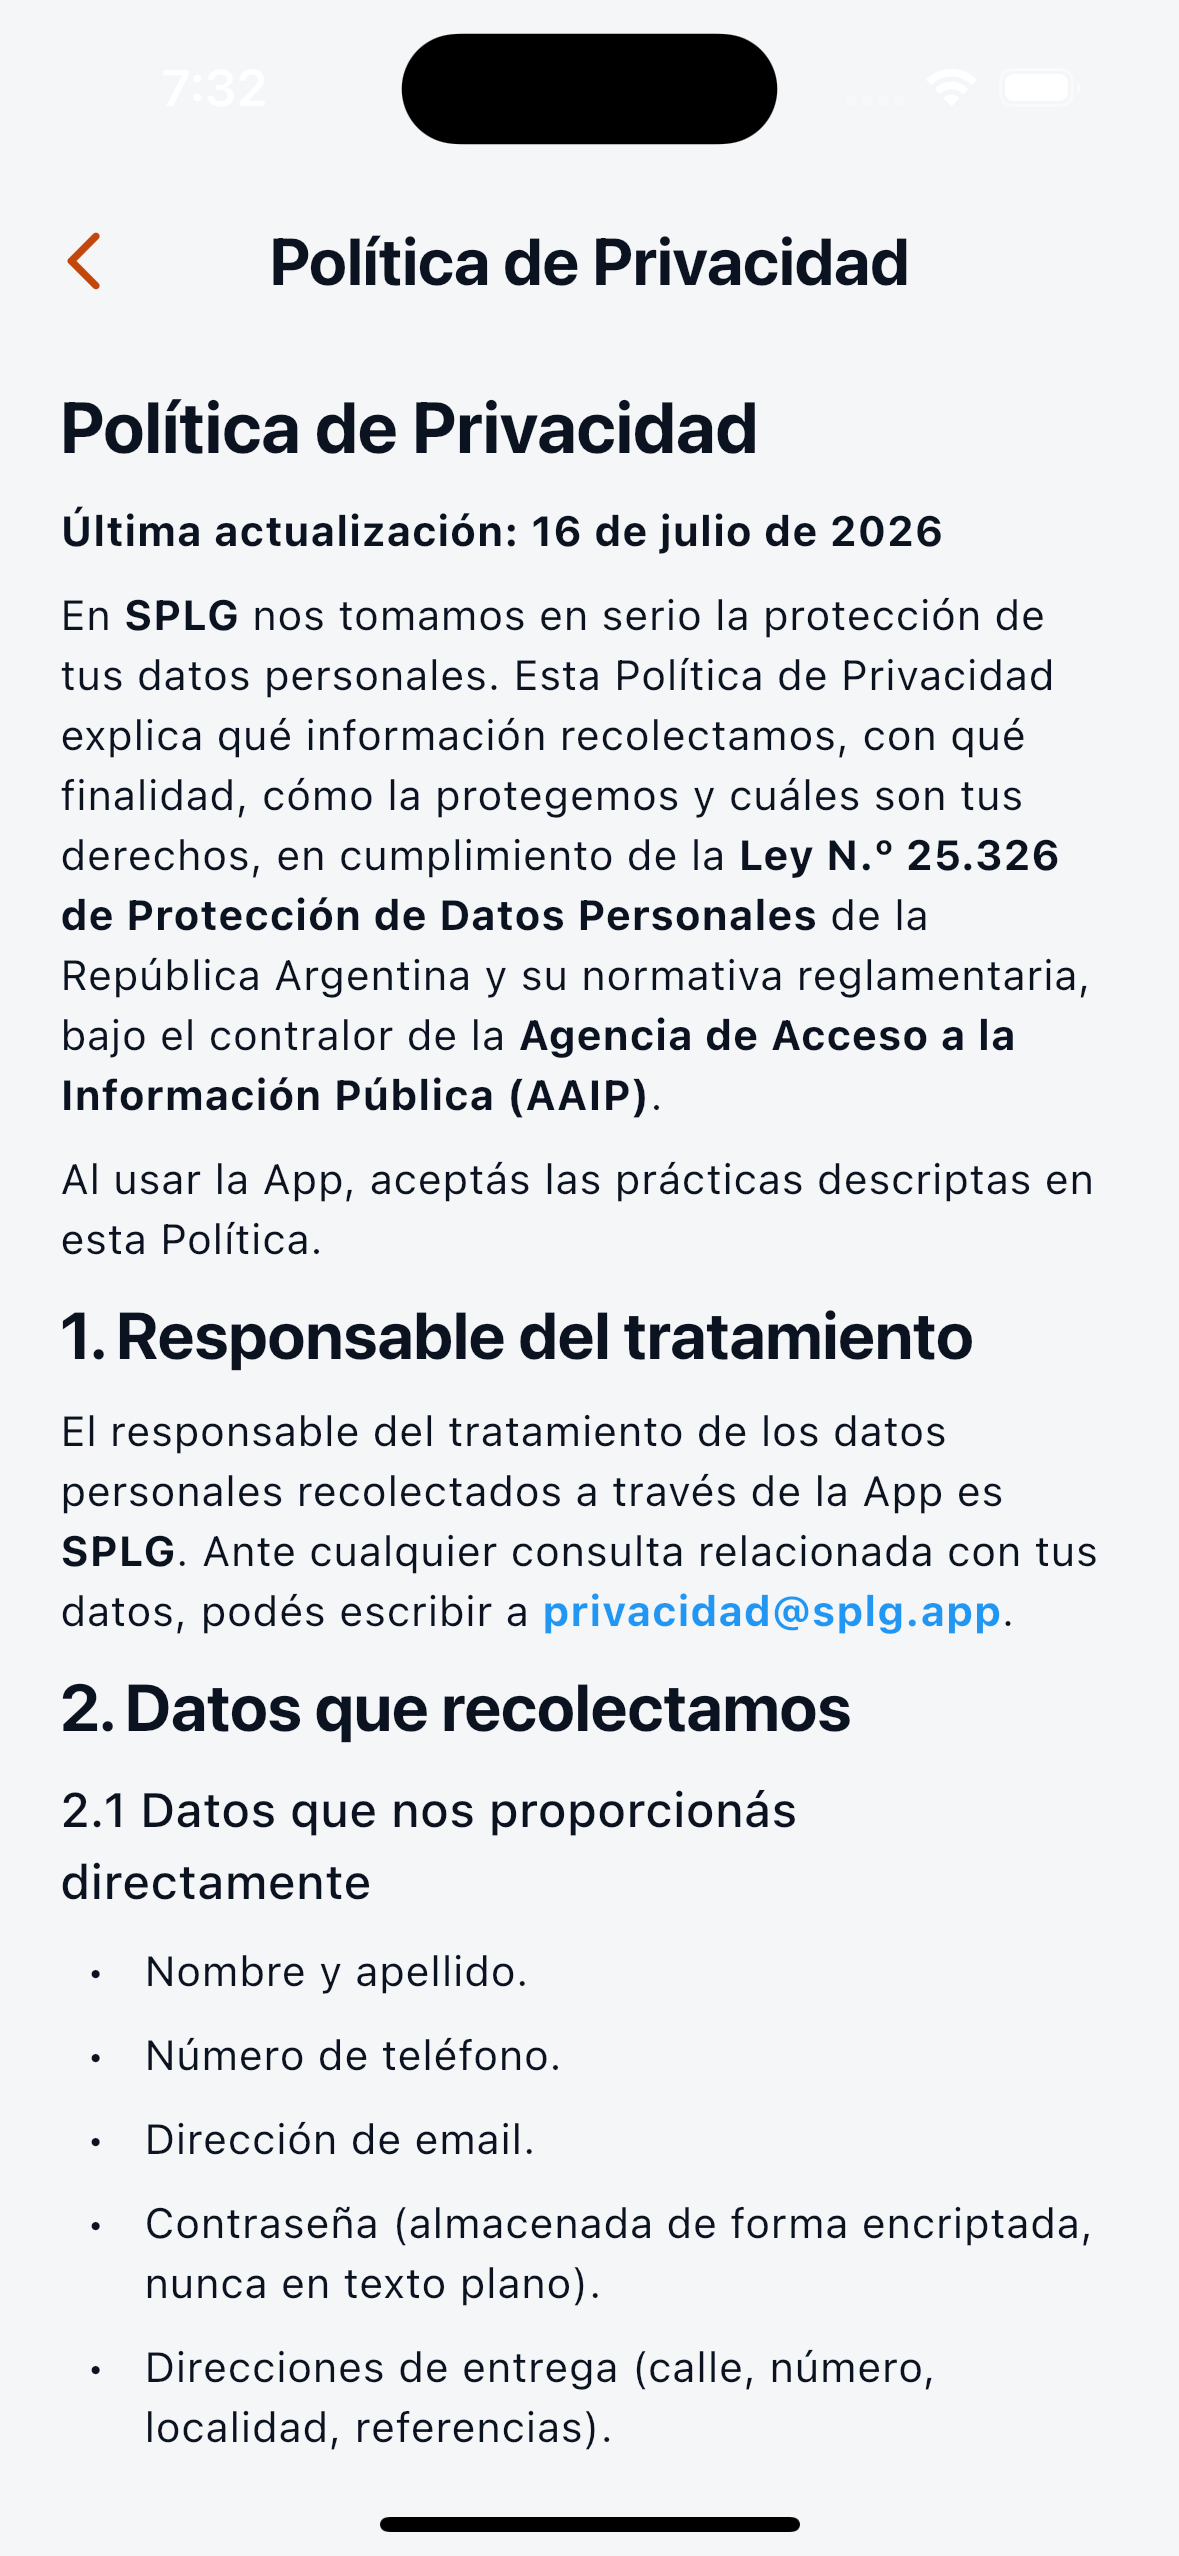 7:32
Política de Privacidad
Política de Privacidad
Última actualización: 16 de julio de 2026
En SPLG nos tomamos en serio la protección de
tus datos personales. Esta Política de Privacidad
explica qué información recolectamos, con qué
finalidad, cómo la protegemos y cuáles son tus
derechos, en cumplimiento de la Ley N.º 25.326
de Protección de Datos Personales de la
República Argentina y su normativa reglamentaria,
bajo el contralor de la Agencia de Acceso a la
Información Pública (AAIP).
Al usar la App, aceptás las prácticas descriptas en
esta Política.
1. Responsable del tratamiento
El responsable del tratamiento de los datos
personales recolectados a través de la App es
SPLG. Ante cualquier consulta relacionada con tus
datos, podés escribir a privacidad@splg.app.
2. Datos que recolectamos
2.1 Datos que nos proporcionás
directamente
• Nombre y apellido.
• Número de teléfono.
• Dirección de email.
• Contraseña (almacenada de forma encriptada,
nunca en texto plano).
• Direcciones de entrega (calle, número,
localidad, referencias).